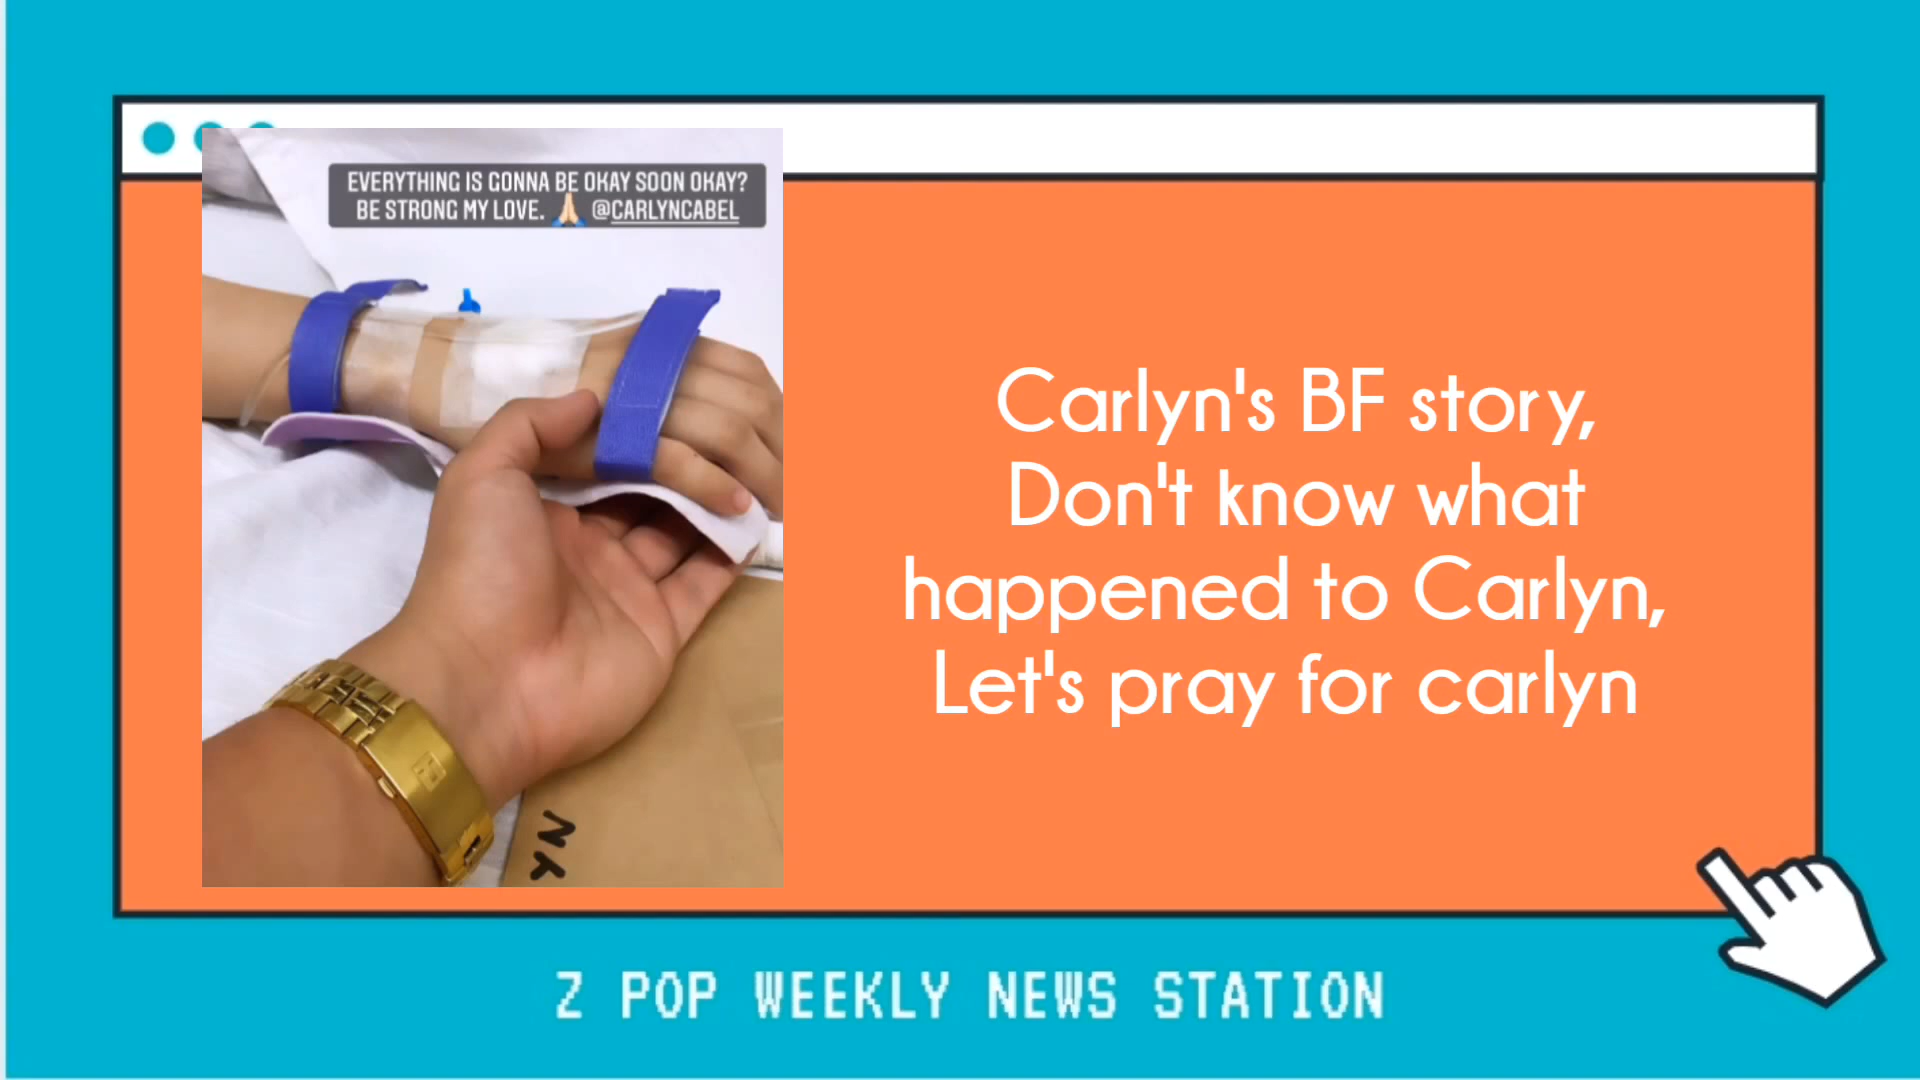 EVERYTHING IS GONNA BE OKAY SOON OKAY?
BE STRONG MY LOVE. 🙏🏻 @CARLYNCABEL
Carlyn's BF story,
Don't know what
happened to Carlyn,
Let's pray for carlyn
NY
Z POP WEEKLY NEWS STATION